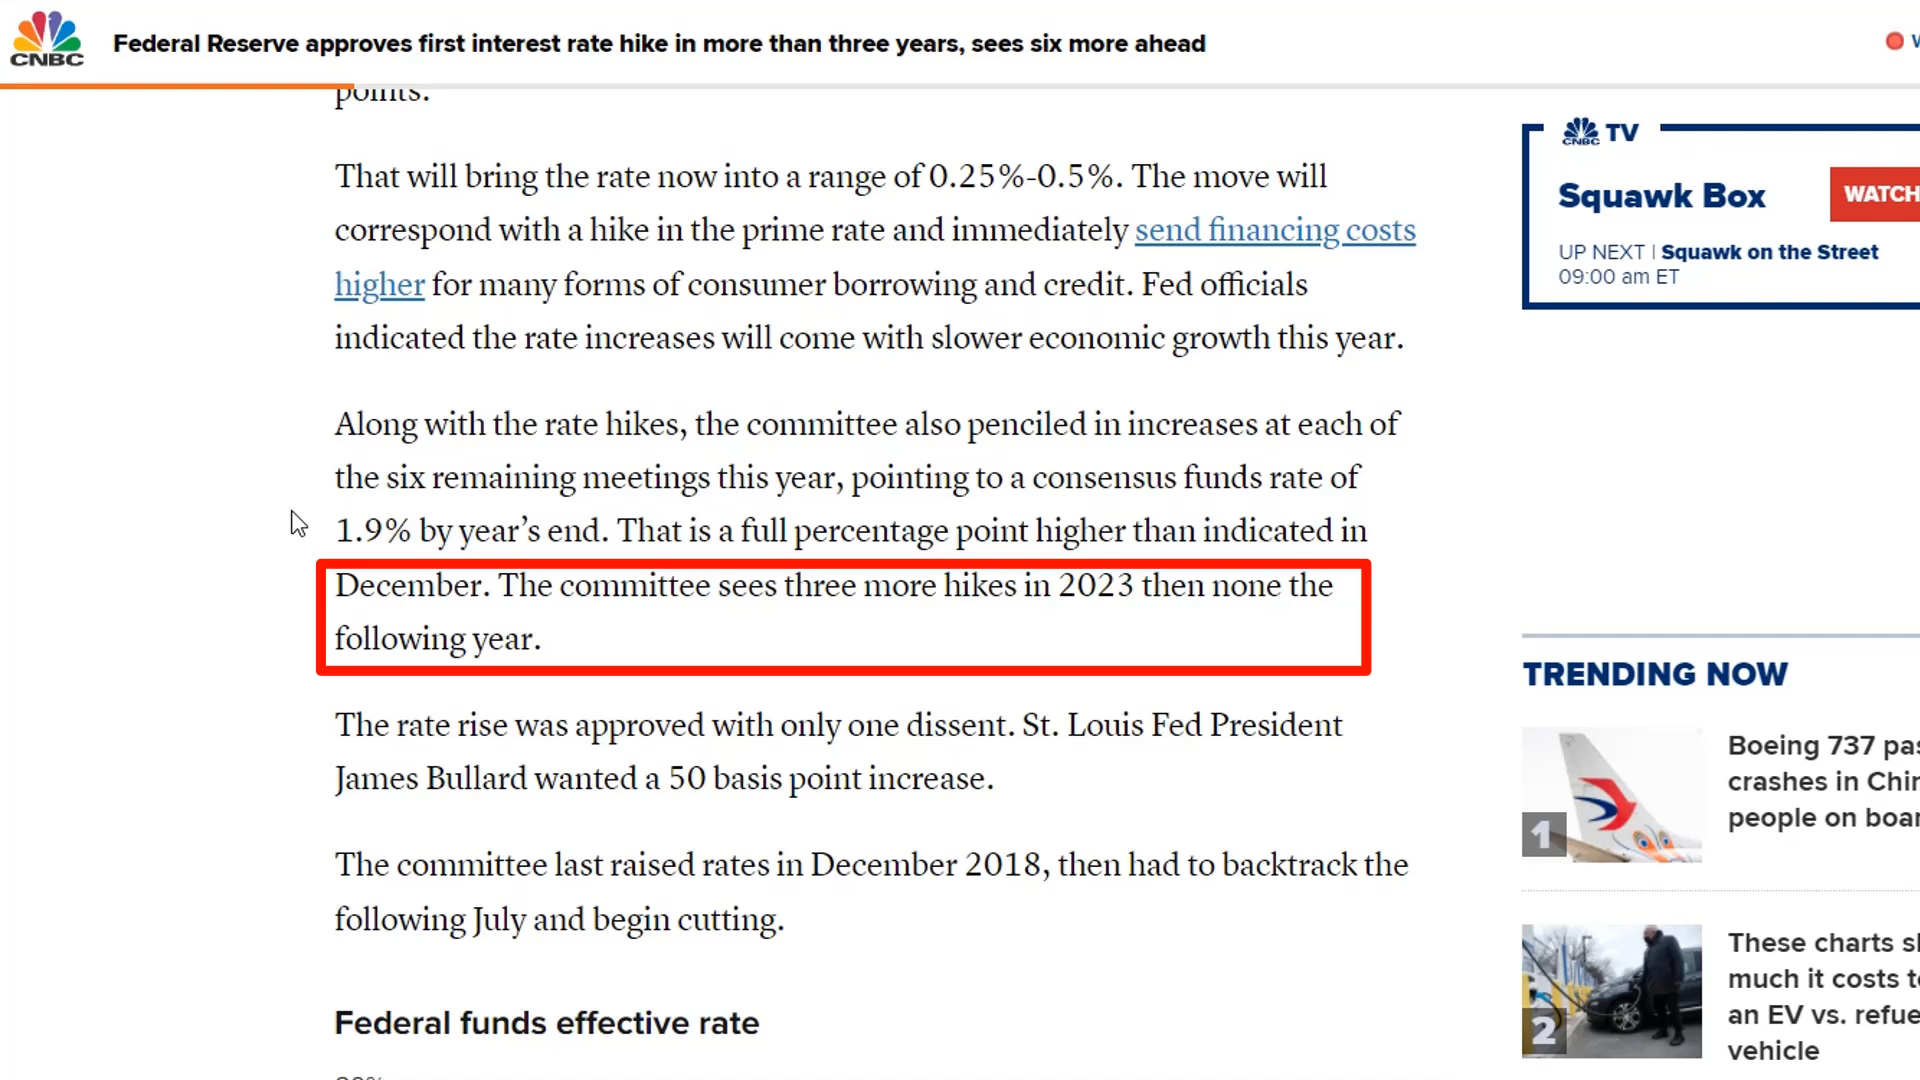 CNBC
Federal Reserve approves first interest rate hike in more than three years, sees six more ahead
points.
That will bring the rate now into a range of 0.25%-0.5%. The move will
correspond with a hike in the prime rate and immediately send financing costs
higher for many forms of consumer borrowing and credit. Fed officials
indicated the rate increases will come with slower economic growth this year.
Along with the rate hikes, the committee also penciled in increases at each of
the six remaining meetings this year, pointing to a consensus funds rate of
1.9% by year’s end. That is a full percentage point higher than indicated in
December. The committee sees three more hikes in 2023 then none the
following year.
The rate rise was approved with only one dissent. St. Louis Fed President
James Bullard wanted a 50 basis point increase.
The committee last raised rates in December 2018, then had to backtrack the
following July and begin cutting.
Federal funds effective rate
CNBC TV
Squawk Box
WATCH
UP NEXT | Squawk on the Street
09:00 am ET
TRENDING NOW
1
Boeing 737 pas
crashes in Chin
people on boar
2
These charts sh
much it costs to
an EV vs. refue
vehicle